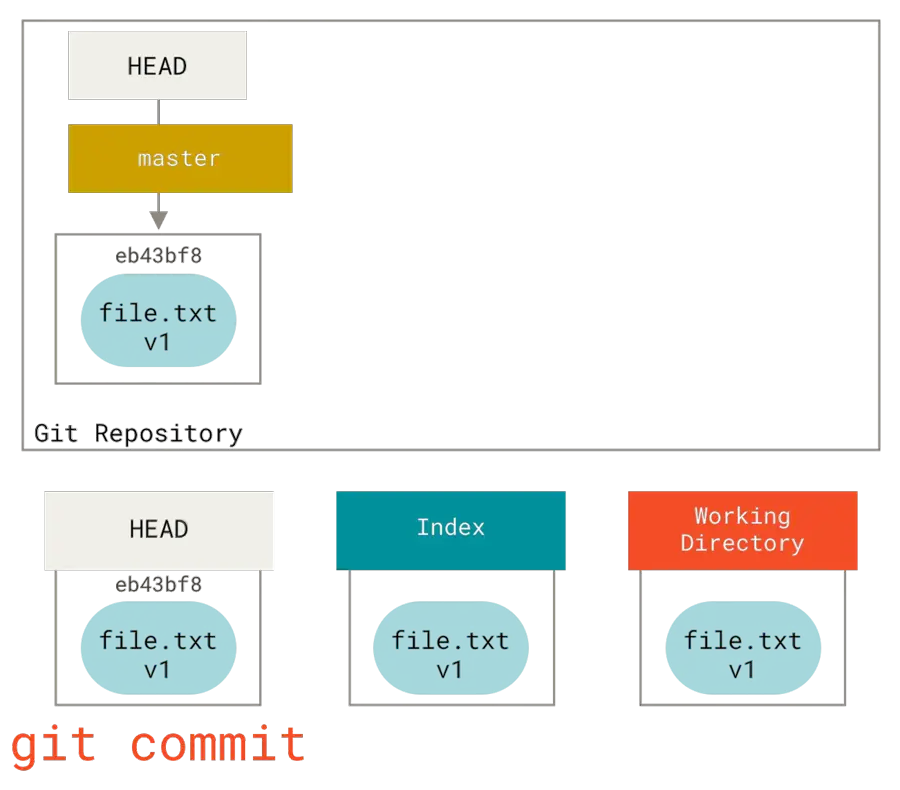 HEAD
master
eb43bf8
file.txt
v1
Git Repository
HEAD
eb43bf8
file.txt
v1
Index
file.txt
v1
Working
Directory
file.txt
v1
git commit